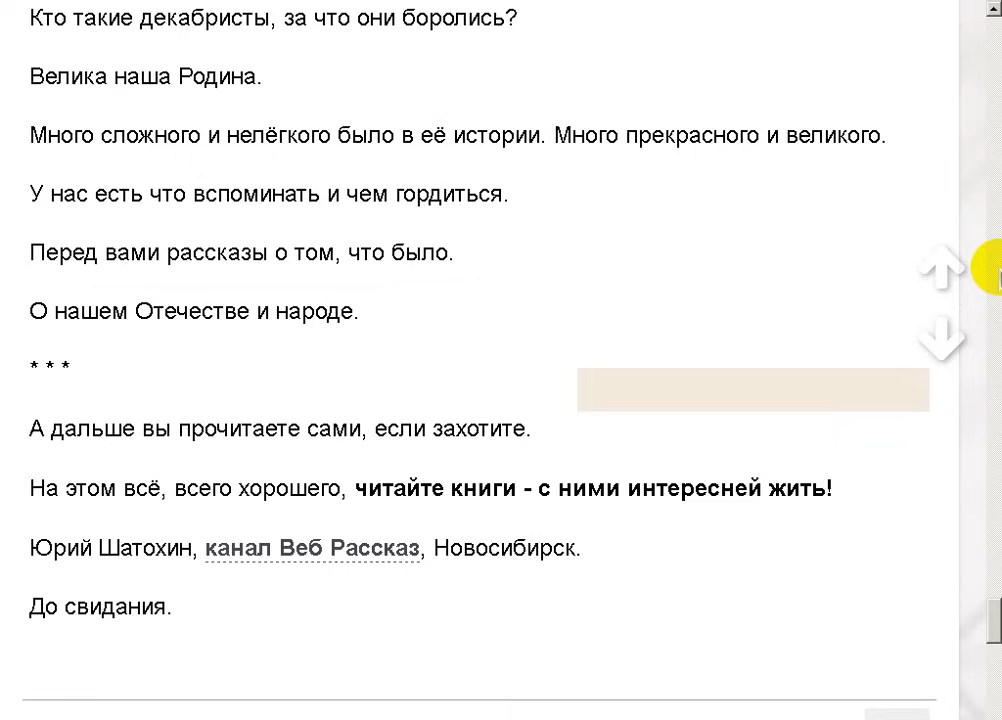 Кто такие декабристы, за что они боролись?
Велика наша Родина.
Много сложного и нелёгкого было в её истории. Много прекрасного и великого.
У нас есть что вспоминать и чем гордиться.
Перед вами рассказы о том, что было.
О нашем Отечестве и народе.
* * *
А дальше вы прочитаете сами, если захотите.
На этом всё, всего хорошего, читайте книги - с ними интересней жить!
Юрий Шатохин, канал Веб Рассказ, Новосибирск.
До свидания.